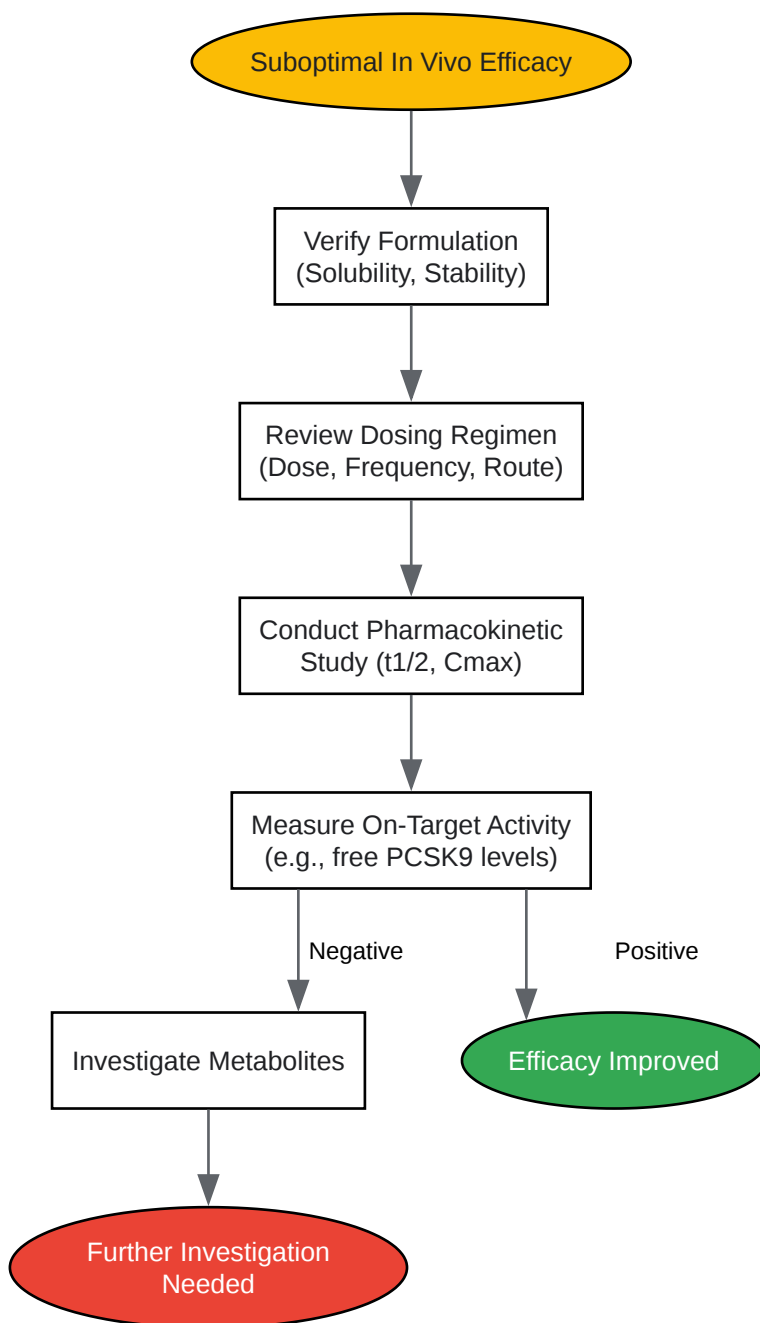 Suboptimal In Vivo Efficacy
Verify Formulation
(Solubility, Stability)
Review Dosing Regimen
(Dose, Frequency, Route)
Conduct Pharmacokinetic
Study (t1/2, Cmax)
Measure On-Target Activity
(e.g., free PCSK9 levels)
Negative
Positive
Investigate Metabolites
Efficacy Improved
Further Investigation
Needed